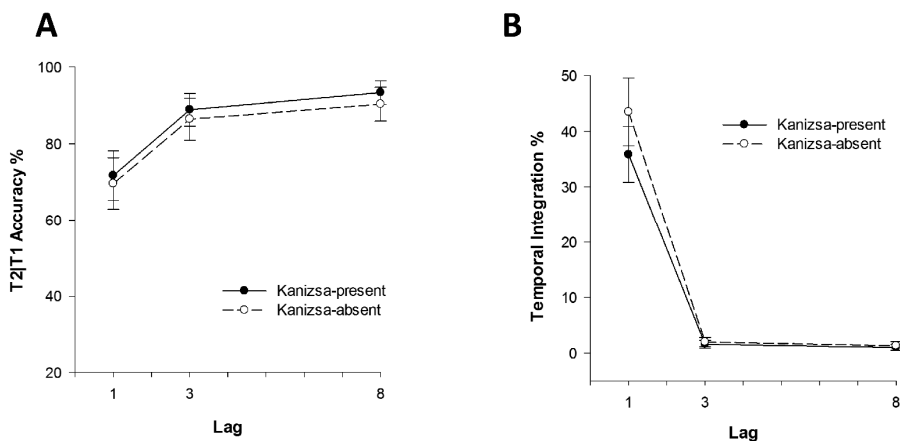 A
100
80
60
40
20
T2|T1 Accuracy %
Kanizsa-present
Kanizsa-absent
1
3
8
Lag
B
50
40
30
20
10
0
Temporal Integration %
Kanizsa-present
Kanizsa-absent
1
3
8
Lag